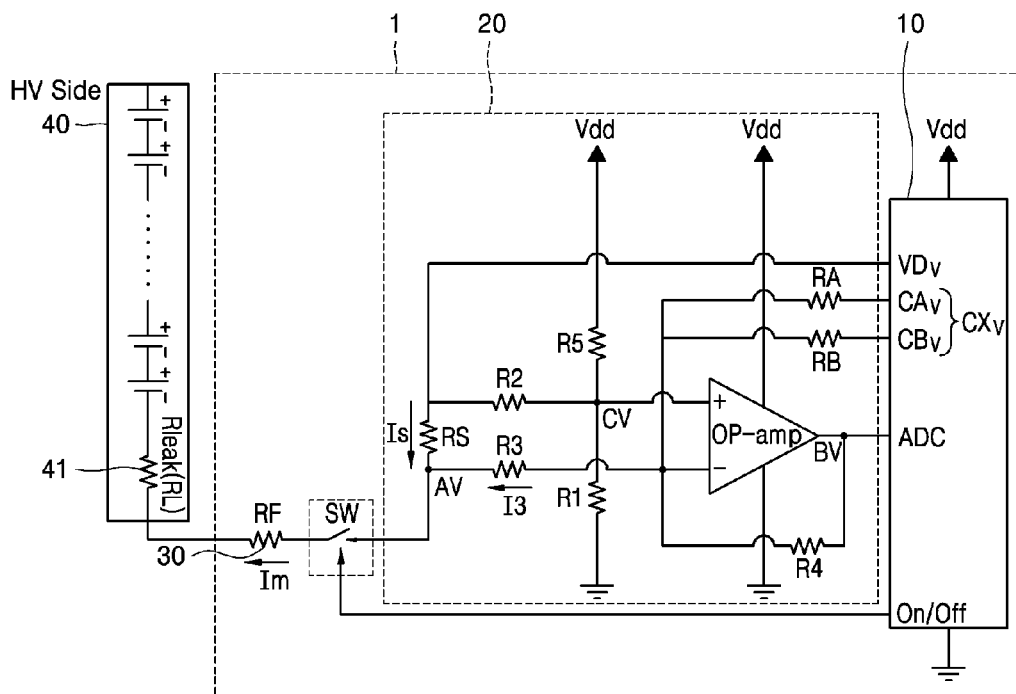 1
20
10
HV Side
40
+
-
+
-
+
-
+
-
Rleak(RL)
41
RF
30
Im
SW
Vdd
Vdd
Vdd
VDV
RA
CAV
CXV
RB
CBV
R5
R2
CV
+
OP-amp
-
BV
ADC
Is
RS
R3
AV
I3
R1
R4
On/Off